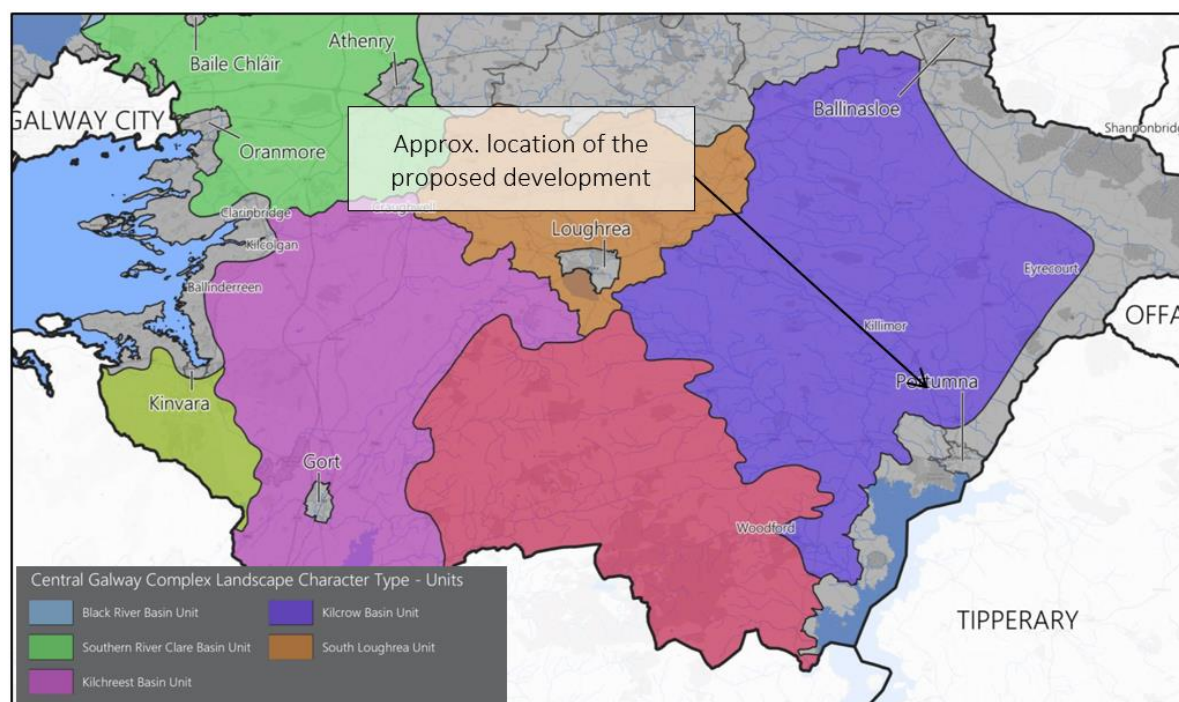 Baile Chláir
Athenry
GALWAY CITY
Oranmore
Ballinasloe
Shannonbridge
Approx. location of the
proposed development
Clarinbridge
Craughwell
Loughrea
Kilcolgan
Ballinderreen
Eyrecourt
Killimor
OFFA
Portumna
Kinvara
Gort
Woodford
TIPPERARY
Central Galway Complex Landscape Character Type - Units
Black River Basin Unit
Kilcrow Basin Unit
Southern River Clare Basin Unit
South Loughrea Unit
Kilchreest Basin Unit